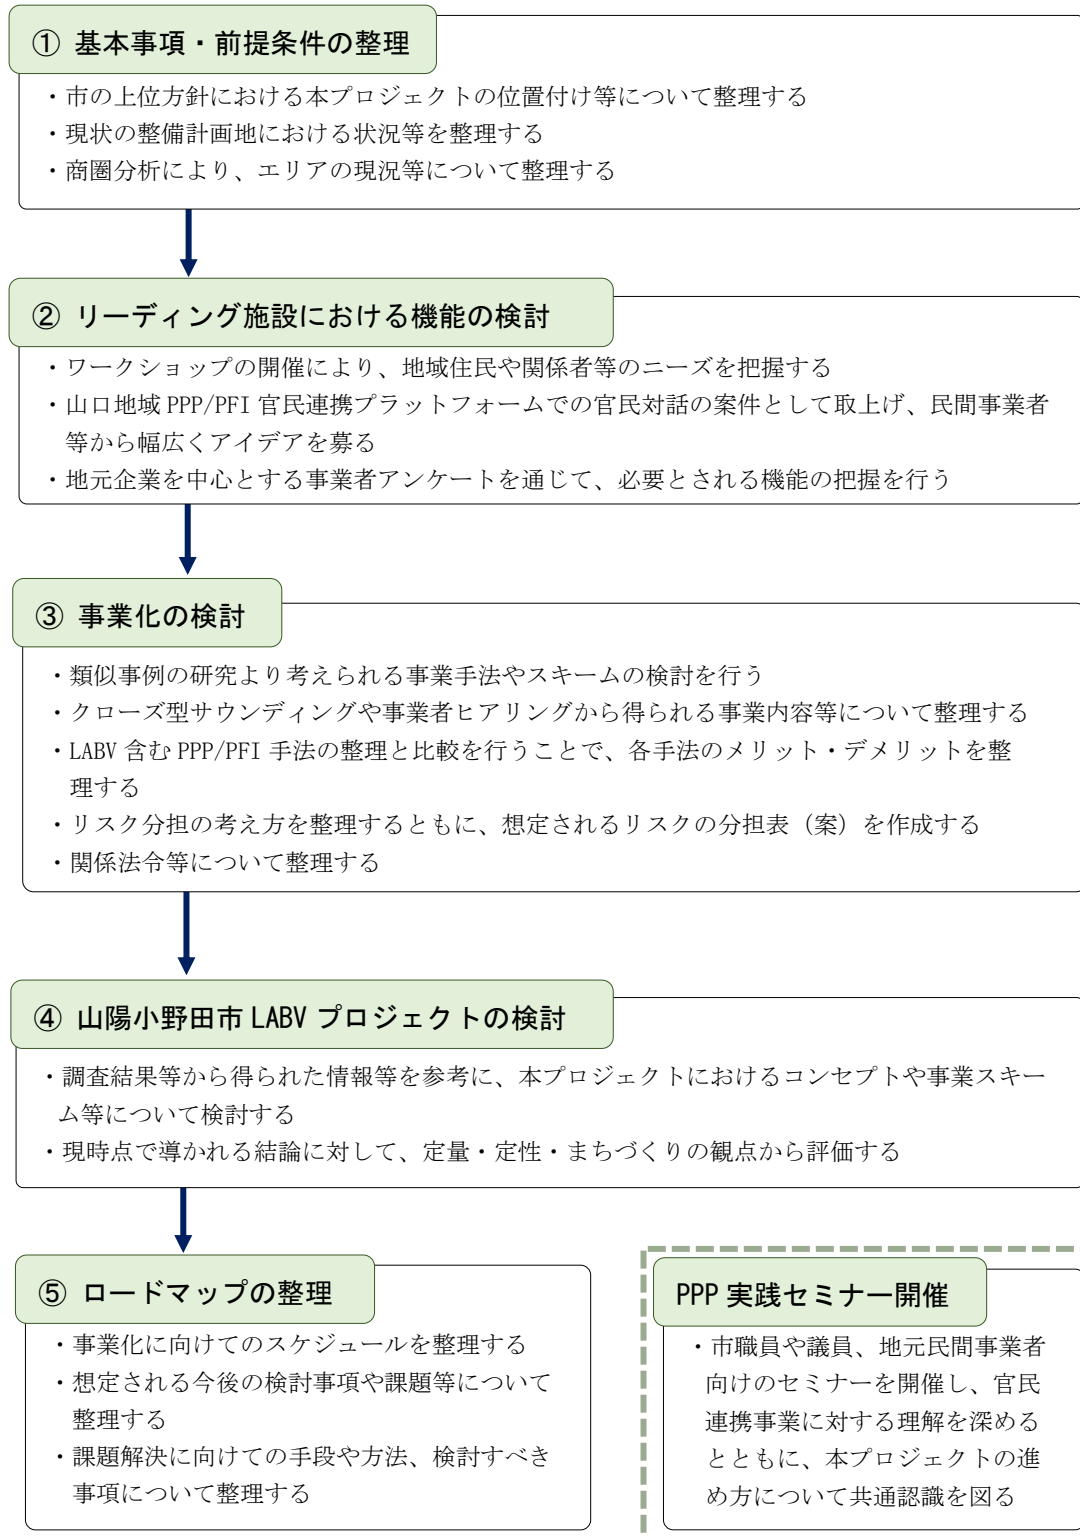 ① 基本事項・前提条件の整理
・市の上位方針における本プロジェクトの位置付け等について整理する
・現状の整備計画地における状況等を整理する
・商圏分析により、エリアの現況等について整理する
② リーディング施設における機能の検討
・ワークショップの開催により、地域住民や関係者等のニーズを把握する
・山口地域 PPP/PFI 官民連携プラットフォームでの官民対話の案件として取上げ、民間事業者
等から幅広くアイデアを募る
・地元企業を中心とする事業者アンケートを通じて、必要とされる機能の把握を行う
③ 事業化の検討
・類似事例の研究より考えられる事業手法やスキームの検討を行う
・クローズ型サウンディングや事業者ヒアリングから得られる事業内容等について整理する
・LABV 含む PPP/PFI 手法の整理と比較を行うことで、各手法のメリット・デメリットを整
理する
・リスク分担の考え方を整理するともに、想定されるリスクの分担表（案）を作成する
・関係法令等について整理する
④ 山陽小野田市 LABV プロジェクトの検討
・調査結果等から得られた情報等を参考に、本プロジェクトにおけるコンセプトや事業スキー
ム等について検討する
・現時点で導かれる結論に対して、定量・定性・まちづくりの観点から評価する
⑤ ロードマップの整理
・事業化に向けてのスケジュールを整理する
・想定される今後の検討事項や課題等について
整理する
・課題解決に向けての手段や方法、検討すべき
事項について整理する
PPP 実践セミナー開催
・市職員や議員、地元民間事業者
向けのセミナーを開催し、官民
連携事業に対する理解を深める
とともに、本プロジェクトの進
め方について共通認識を図る